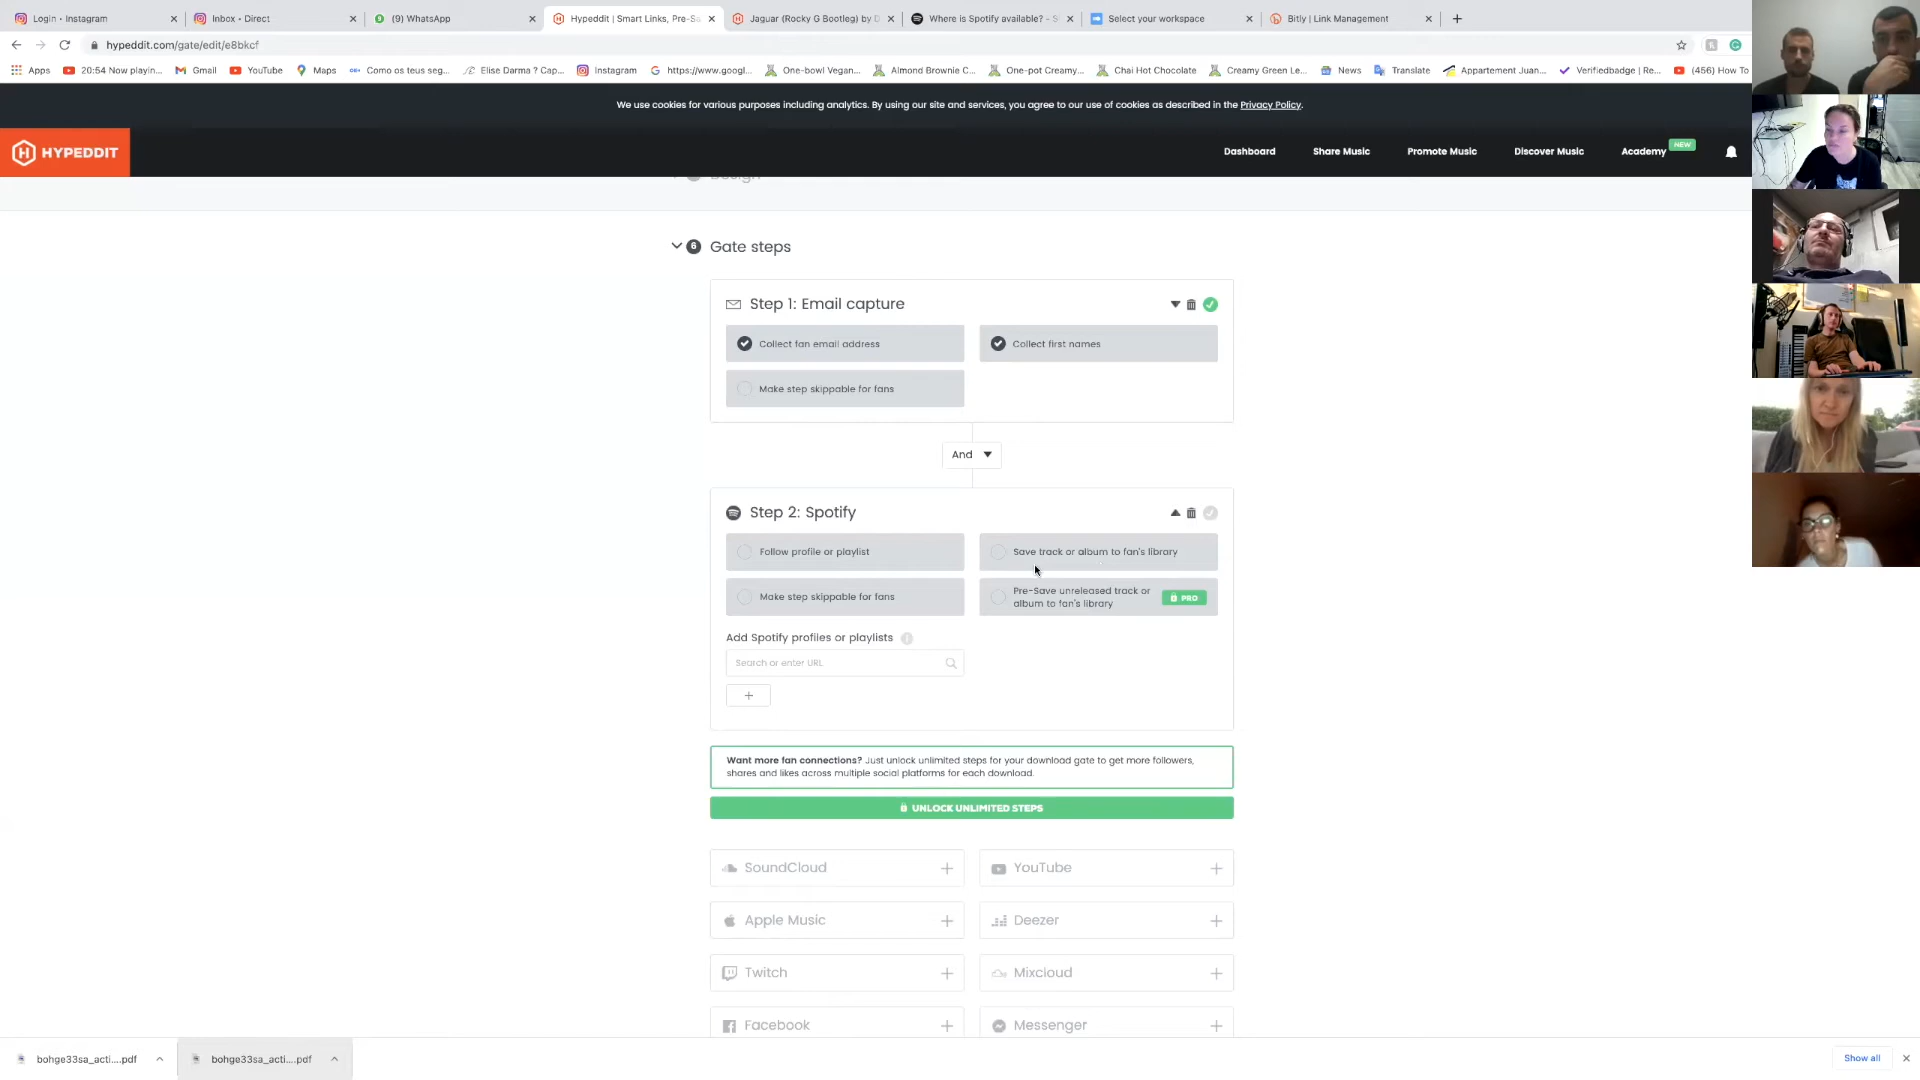 Login • Instagram
Inbox • Direct
(9) WhatsApp
Hypeddit | Smart Links, Pre-Sa
Jaguar (Rocky G Bootleg) by D
Where is Spotify available? - S
Select your workspace
Bitly | Link Management
hypeddit.com/gate/edit/e8bkcf
Apps
20:54 Now playin...
Gmail
YouTube
Maps
Como os teus seg...
Elise Darma ? Cap...
Instagram
https://www.googl...
One-bowl Vegan...
Almond Brownie C...
One-pot Creamy...
Chai Hot Chocolate
Creamy Green Le...
News
Translate
Appartement Juan...
Verifiedbadge | Re...
(456) How To
We use cookies for various purposes including analytics. By using our site and services, you agree to our use of cookies as described in the Privacy Policy.
HYPEDDIT
Dashboard
Share Music
Promote Music
Discover Music
Academy
NEW
Design
6 Gate steps
Step 1: Email capture
Collect fan email address
Collect first names
Make step skippable for fans
And
Step 2: Spotify
Follow profile or playlist
Save track or album to fan's library
Make step skippable for fans
Pre-Save unreleased track or
album to fan's library
PRO
Add Spotify profiles or playlists
Search or enter URL
Want more fan connections? Just unlock unlimited steps for your download gate to get more followers,
shares and likes across multiple social platforms for each download.
UNLOCK UNLIMITED STEPS
SoundCloud
YouTube
Apple Music
Deezer
Twitch
Mixcloud
Facebook
Messenger
bohge33sa_acti....pdf
bohge33sa_acti....pdf
Show all